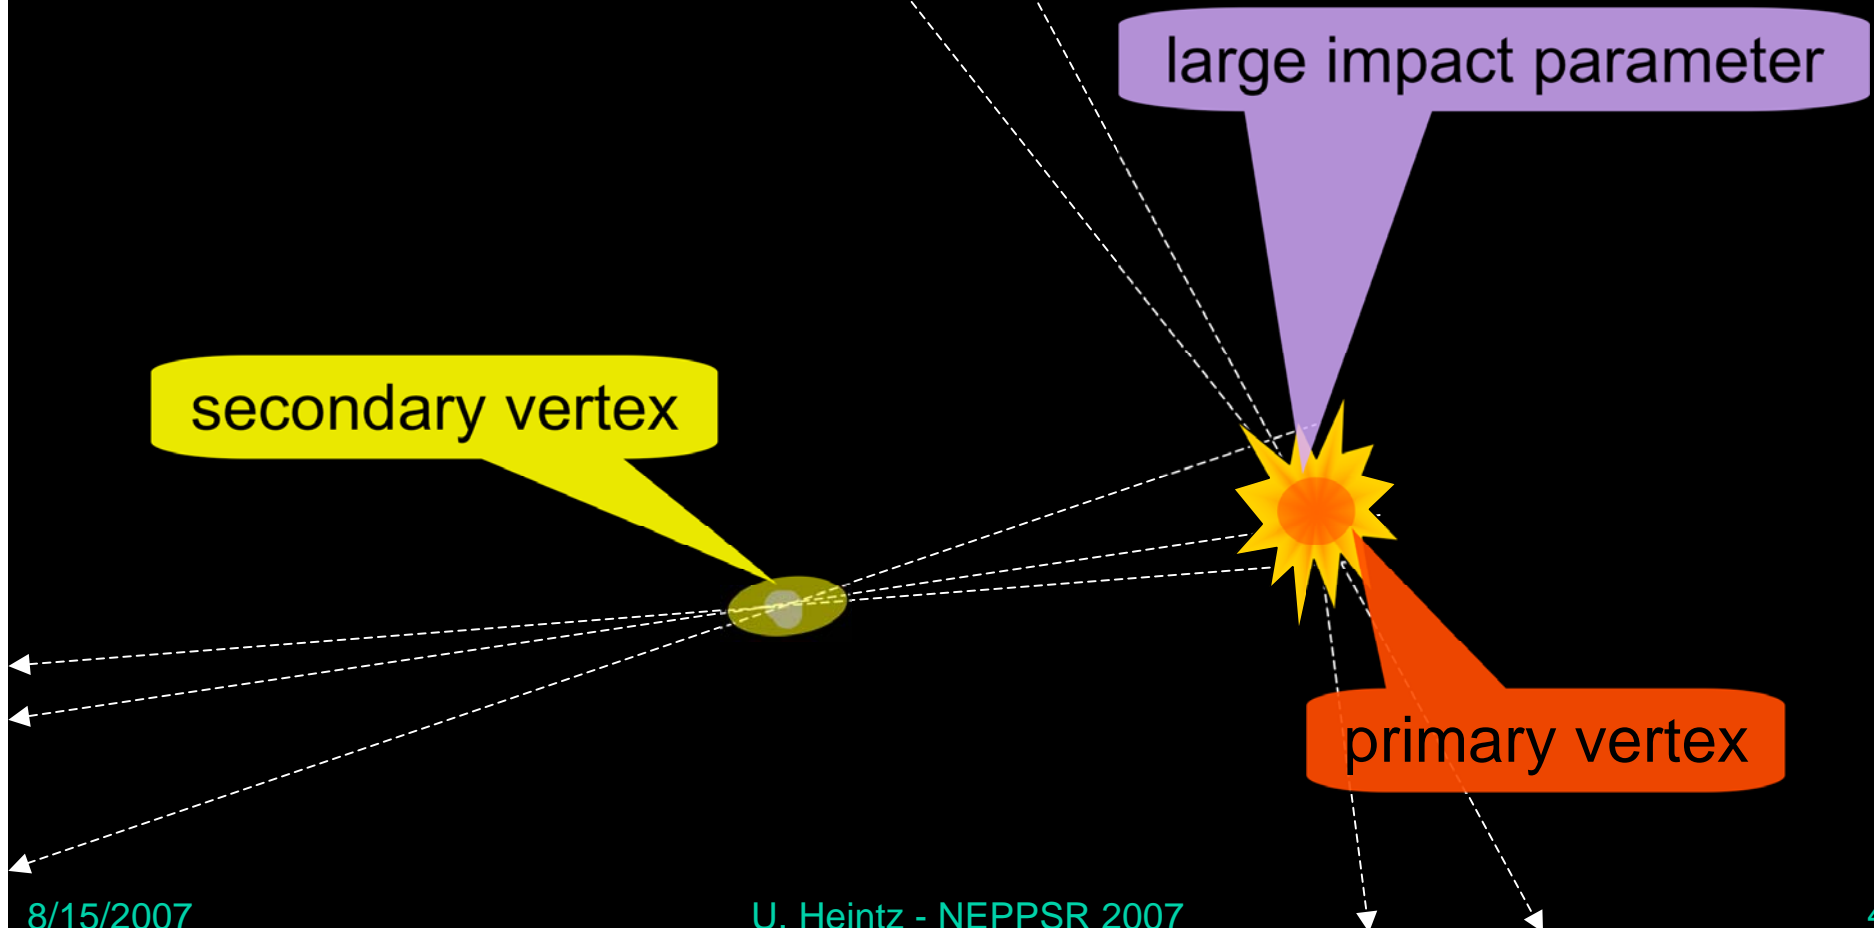 large impact parameter
secondary vertex
primary vertex
8/15/2007
U. Heintz - NEPPSR 2007